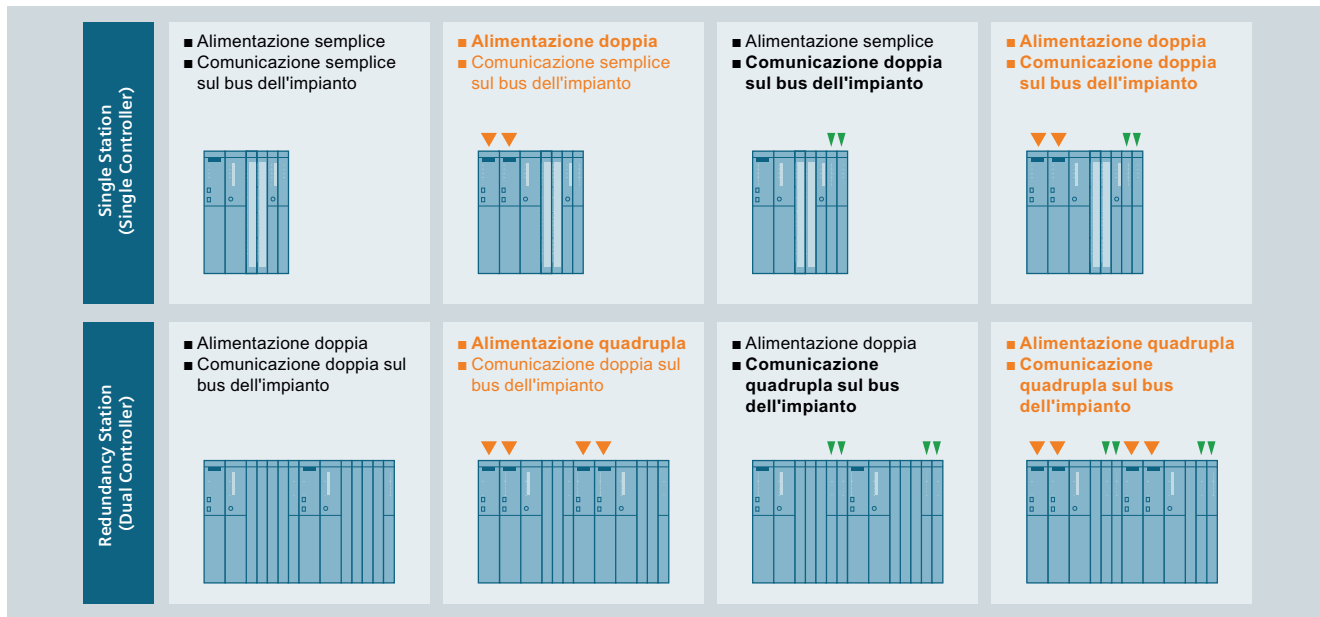 Single Station
(Single Controller)
■ Alimentazione semplice
■ Comunicazione semplice
sul bus dell'impianto
■ Alimentazione doppia
■ Comunicazione semplice
sul bus dell'impianto
■ Alimentazione semplice
■ Comunicazione doppia
sul bus dell'impianto
■ Alimentazione doppia
■ Comunicazione doppia
sul bus dell'impianto
Redundancy Station
(Dual Controller)
■ Alimentazione doppia
■ Comunicazione doppia sul
bus dell'impianto
■ Alimentazione quadrupla
■ Comunicazione doppia sul
bus dell'impianto
■ Alimentazione doppia
■ Comunicazione
quadrupla sul bus
dell'impianto
■ Alimentazione quadrupla
■ Comunicazione
quadrupla sul bus
dell'impianto